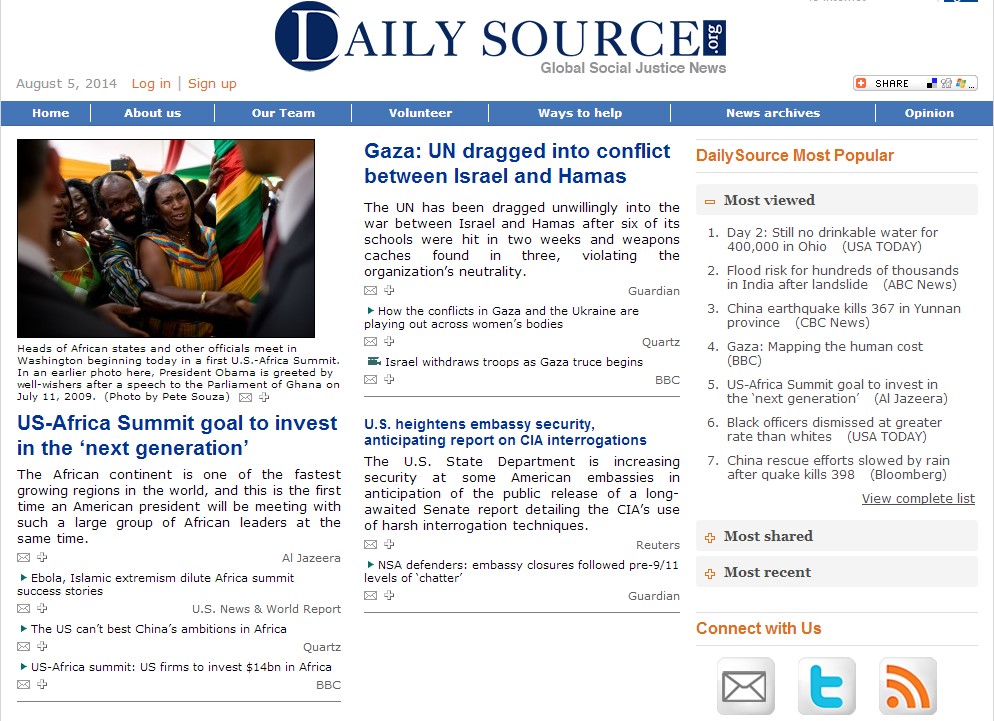 DAILY SOURCE.org
Global Social Justice News
August 5, 2014 Log in | Sign up
SHARE
Home About us Our Team Volunteer Ways to help News archives Opinion
Heads of African states and other officials meet in
Washington beginning today in a first U.S.-Africa Summit.
In an earlier photo here, President Obama is greeted by
well-wishers after a speech to the Parliament of Ghana on
July 11, 2009. (Photo by Pete Souza)
US-Africa Summit goal to invest
in the ‘next generation’
The African continent is one of the fastest
growing regions in the world, and this is the first
time an American president will be meeting with
such a large group of African leaders at the
same time.
Al Jazeera
Ebola, Islamic extremism dilute Africa summit
success stories
U.S. News & World Report
The US can’t best China’s ambitions in Africa
Quartz
US-Africa summit: US firms to invest $14bn in Africa
BBC
Gaza: UN dragged into conflict
between Israel and Hamas
The UN has been dragged unwillingly into the
war between Israel and Hamas after six of its
schools were hit in two weeks and weapons
caches found in three, violating the
organization’s neutrality.
Guardian
How the conflicts in Gaza and the Ukraine are
playing out across women’s bodies
Quartz
Israel withdraws troops as Gaza truce begins
BBC
U.S. heightens embassy security,
anticipating report on CIA interrogations
The U.S. State Department is increasing
security at some American embassies in
anticipation of the public release of a long-
awaited Senate report detailing the CIA’s use
of harsh interrogation techniques.
Reuters
NSA defenders: embassy closures followed pre-9/11
levels of ‘chatter’
Guardian
DailySource Most Popular
Most viewed
1. Day 2: Still no drinkable water for
400,000 in Ohio (USA TODAY)
2. Flood risk for hundreds of thousands
in India after landslide (ABC News)
3. China earthquake kills 367 in Yunnan
province (CBC News)
4. Gaza: Mapping the human cost
(BBC)
5. US-Africa Summit goal to invest in
the ‘next generation’ (Al Jazeera)
6. Black officers dismissed at greater
rate than whites (USA TODAY)
7. China rescue efforts slowed by rain
after quake kills 398 (Bloomberg)
View complete list
Most shared
Most recent
Connect with Us